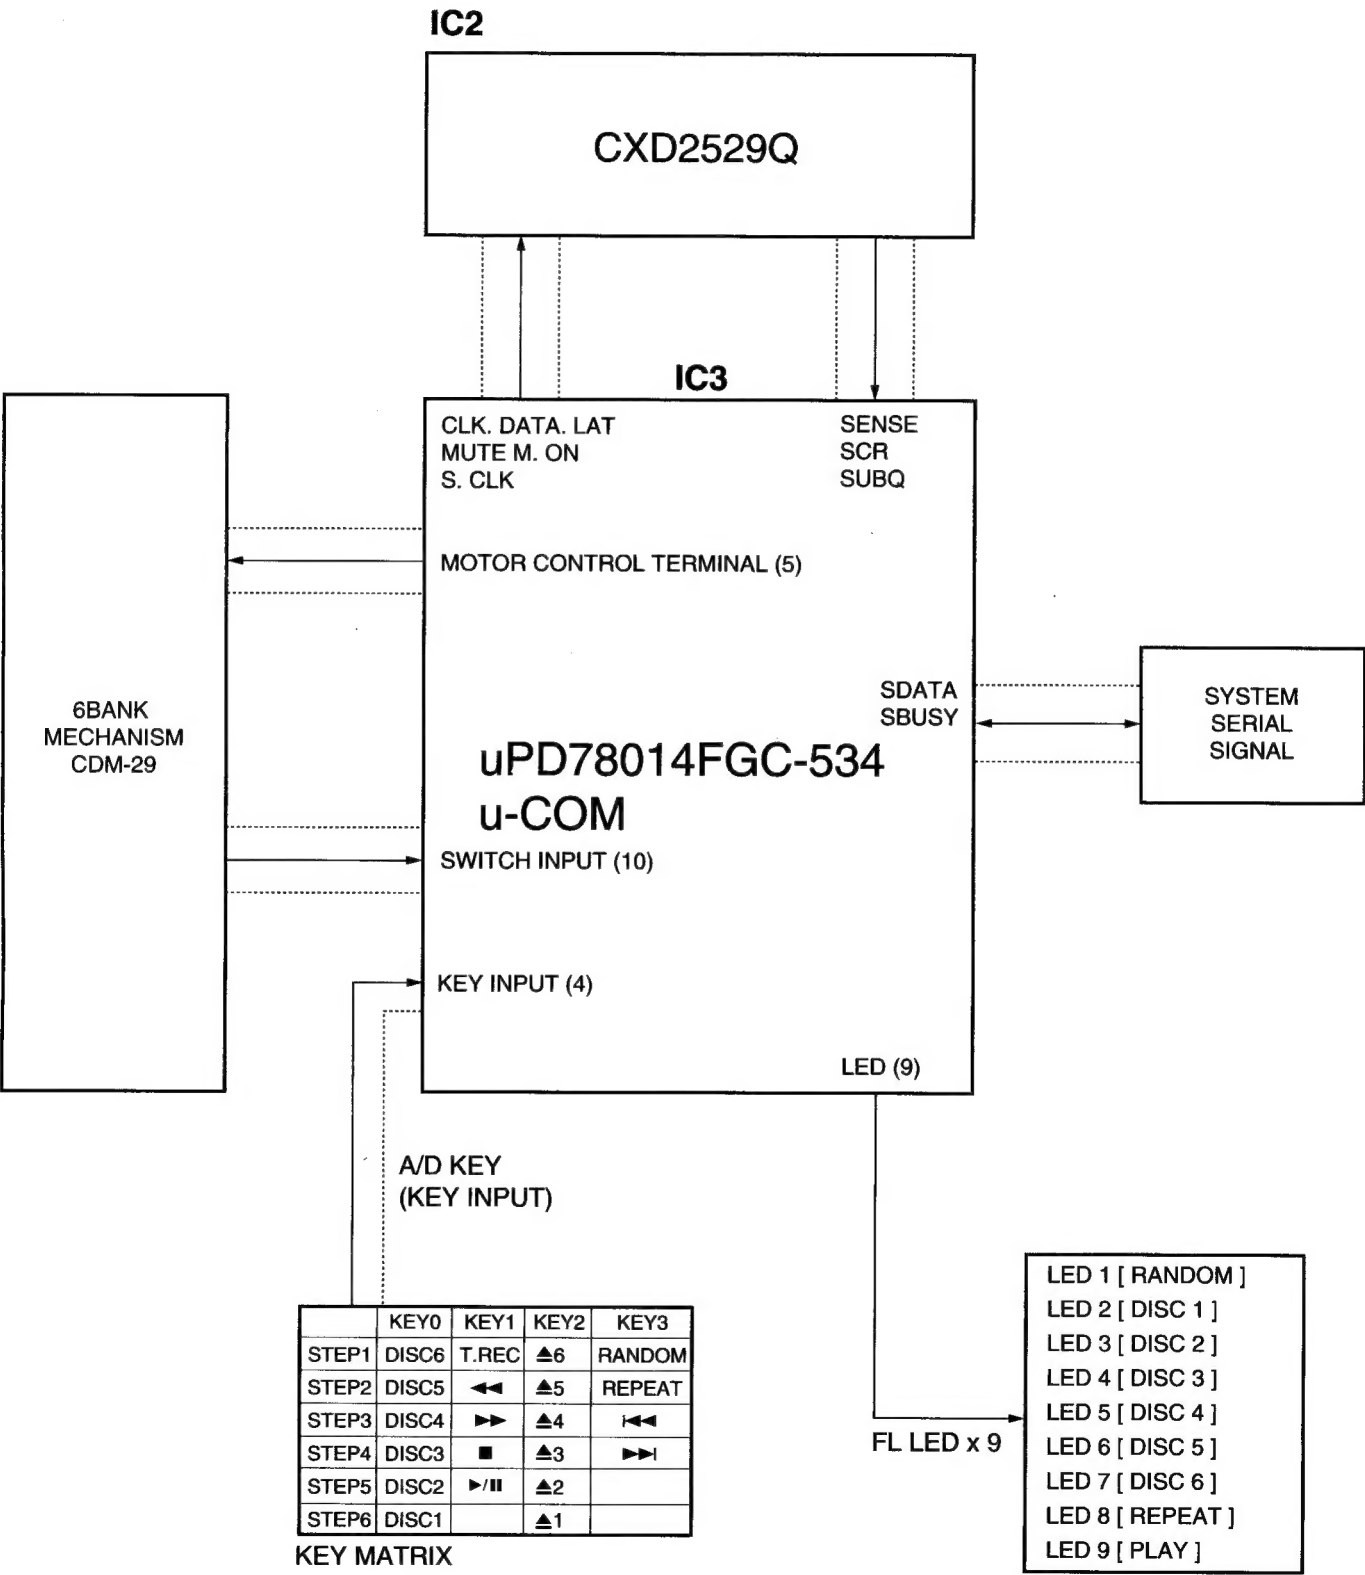 IC2
CXD2529Q
IC3
CLK. DATA. LAT
MUTE M. ON
S. CLK
SENSE
SCR
SUBQ
MOTOR CONTROL TERMINAL (5)
6BANK
MECHANISM
CDM-29
SDATA
SBUSY
SYSTEM
SERIAL
SIGNAL
uPD78014FGC-534
u-COM
SWITCH INPUT (10)
KEY INPUT (4)
LED (9)
A/D KEY
(KEY INPUT)
KEY0 KEY1 KEY2 KEY3
STEP1 DISC6 T.REC ⏏6 RANDOM
STEP2 DISC5 ◀◀ ⏏5 REPEAT
STEP3 DISC4 ▶▶ ⏏4 |◀◀
STEP4 DISC3 ■ ⏏3 ▶▶|
STEP5 DISC2 ▶/II ⏏2
STEP6 DISC1 ⏏1
KEY MATRIX
FL LED x 9
LED 1 [ RANDOM ]
LED 2 [ DISC 1 ]
LED 3 [ DISC 2 ]
LED 4 [ DISC 3 ]
LED 5 [ DISC 4 ]
LED 6 [ DISC 5 ]
LED 7 [ DISC 6 ]
LED 8 [ REPEAT ]
LED 9 [ PLAY ]